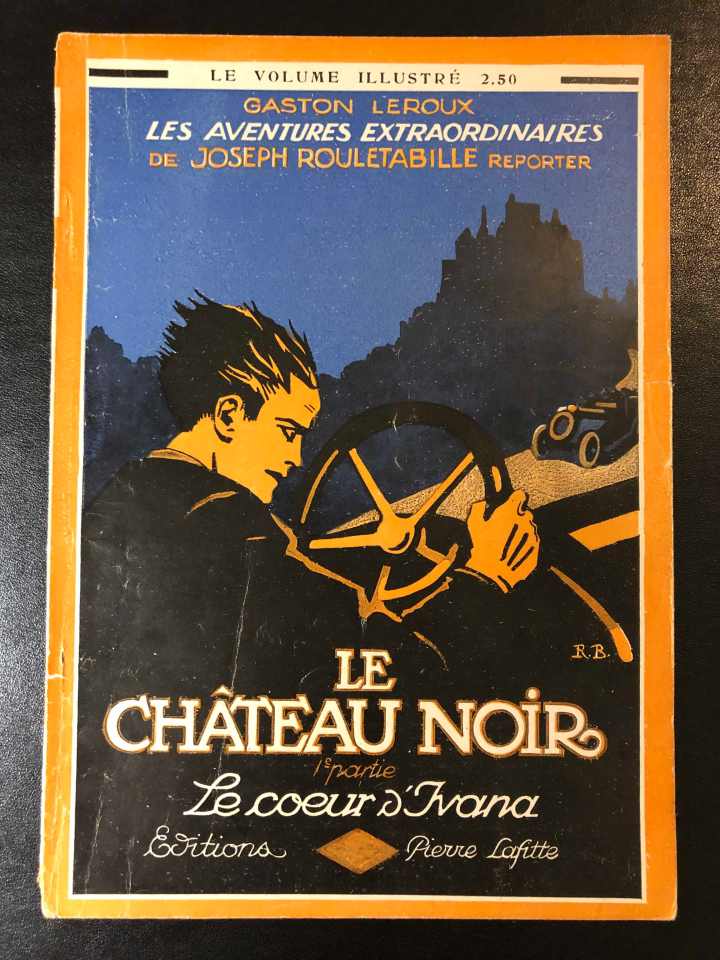 LE VOLUME ILLUSTRÉ 2.50
GASTON LEROUX
LES AVENTURES EXTRAORDINAIRES
DE JOSEPH ROULETABILLE REPORTER
R.B.
LE
CHÂTEAU NOIR
1e partie
Le coeur d'Ivana
Editions Pierre Lafitte